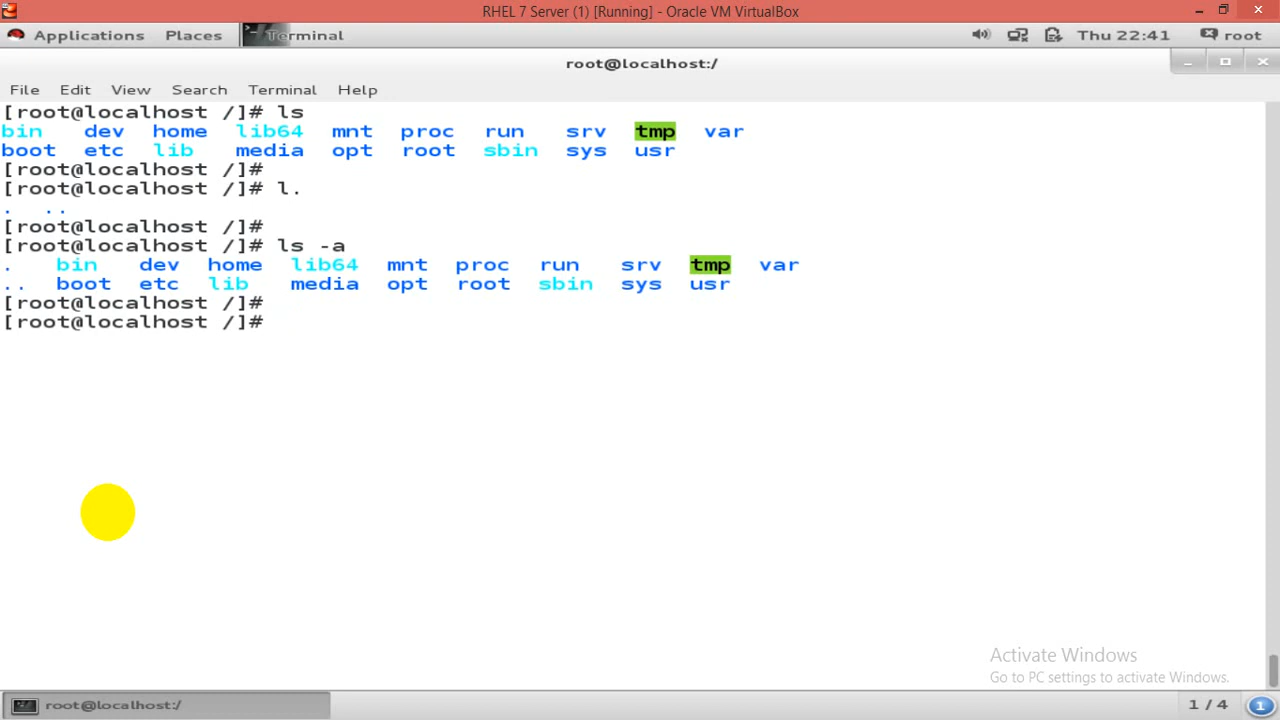 RHEL 7 Server (1) [Running] - Oracle VM VirtualBox
Applications Places Terminal Thu 22:41 root
root@localhost:/
File Edit View Search Terminal Help
[root@localhost /]# ls
bin dev home lib64 mnt proc run srv tmp var
boot etc lib media opt root sbin sys usr
[root@localhost /]#
[root@localhost /]# l.
. ..
[root@localhost /]#
[root@localhost /]# ls -a
. bin dev home lib64 mnt proc run srv tmp var
.. boot etc lib media opt root sbin sys usr
[root@localhost /]#
[root@localhost /]#
Activate Windows
Go to PC settings to activate Windows.
root@localhost:/ 1 / 4 1